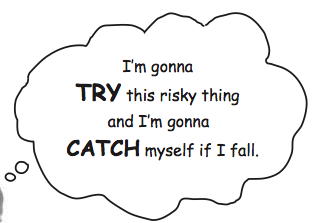 I'm gonna
TRY this risky thing
and I'm gonna
CATCH myself if I fall.